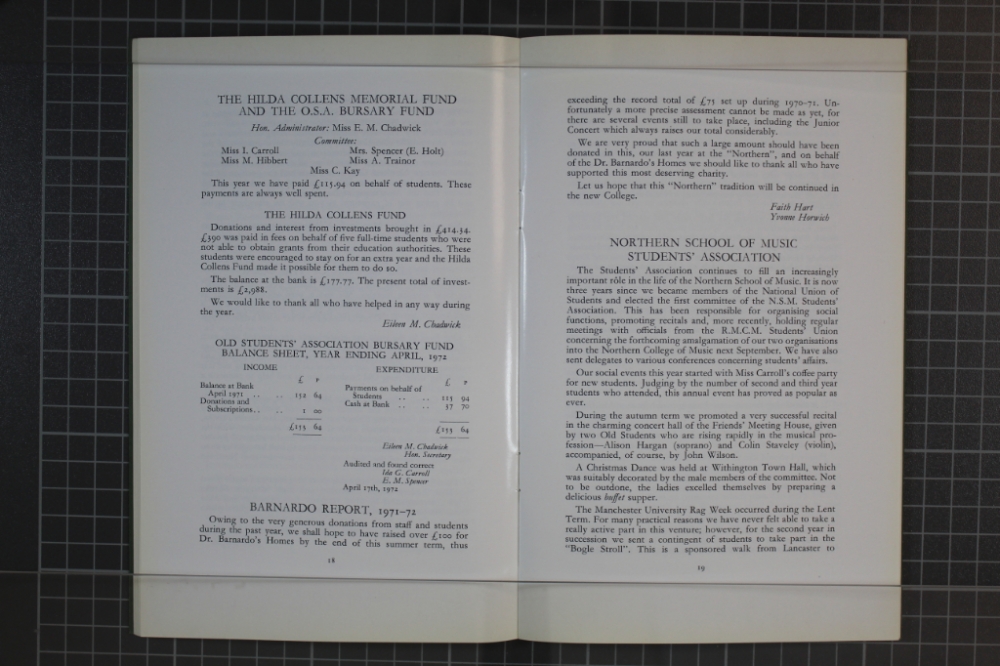 THE HILDA COLLENS MEMORIAL FUND
AND THE O.S.A. BURSARY FUND
Hon. Administrator: Miss E. M. Chadwick
Committee:
Miss I. Carroll Mrs. Spencer (E. Holt)
Miss M. Hibbert Miss A. Trainor
Miss C. Kay
This year we have paid £115.94 on behalf of students. These
payments are always well spent.
THE HILDA COLLENS FUND
Donations and interest from investments brought in £414.54.
£590 was paid in fees on behalf of five full-time students who were
not able to obtain grants from their education authorities. These
students were encouraged to stay on for an extra year and the Hilda
Collens Fund made it possible for them to do so.
The balance at the bank is £177.77. The present total of invest-
ments is £2,988.
We would like to thank all who have helped in any way during
the year.
Eileen M. Chadwick
OLD STUDENTS' ASSOCIATION BURSARY FUND
BALANCE SHEET, YEAR ENDING APRIL, 1972
INCOME EXPENDITURE
£ P £ P
Balance at Bank
April 1971 .. .. 152 64
Donations and
Subscriptions .. .. 1 00
£153 64
Payments on behalf of
Students .. .. 115 94
Cash at Bank .. .. 37 70
£153 64
Eileen M. Chadwick
Hon. Secretary
Audited and found correct
Ida G. Carroll
E. M. Spencer
April 17th, 1972
BARNARDO REPORT, 1971-72
Owing to the very generous donations from staff and students
during the past year, we shall hope to have raised over £100 for
Dr. Barnardo's Homes by the end of this summer term, thus
18
exceeding the record total of £75 set up during 1970-71. Un-
fortunately a more precise assessment cannot be made as yet, for
there are several events still to take place, including the Junior
Concert which always raises our total considerably.
We are very proud that such a large amount should have been
donated in this, our last year at the "Northern", and on behalf
of the Dr. Barnardo's Homes we should like to thank all who have
supported this most deserving charity.
Let us hope that this "Northern" tradition will be continued in
the new College.
Faith Hart
Yvonne Horwich
NORTHERN SCHOOL OF MUSIC
STUDENTS' ASSOCIATION
The Students' Association continues to fill an increasingly
important rôle in the life of the Northern School of Music. It is now
three years since we became members of the National Union of
Students and elected the first committee of the N.S.M. Students'
Association. This has been responsible for organising social
functions, promoting recitals and, more recently, holding regular
meetings with officials from the R.M.C.M. Students' Union
concerning the forthcoming amalgamation of our two organisations
into the Northern College of Music next September. We have also
sent delegates to various conferences concerning students' affairs.
Our social events this year started with Miss Carroll's coffee party
for new students. Judging by the number of second and third year
students who attended, this annual event has proved as popular as
ever.
During the autumn term we promoted a very successful recital
in the charming concert hall of the Friends' Meeting House, given
by two Old Students who are rising rapidly in the musical pro-
fession—Alison Hargan (soprano) and Colin Staveley (violin),
accompanied, of course, by John Wilson.
A Christmas Dance was held at Withington Town Hall, which
was suitably decorated by the male members of the committee. Not
to be outdone, the ladies excelled themselves by preparing a
delicious buffet supper.
The Manchester University Rag Week occurred during the Lent
Term. For many practical reasons we have never felt able to take a
really active part in this venture; however, for the second year in
succession we sent a contingent of students to take part in the
"Bogle Stroll". This is a sponsored walk from Lancaster to
19